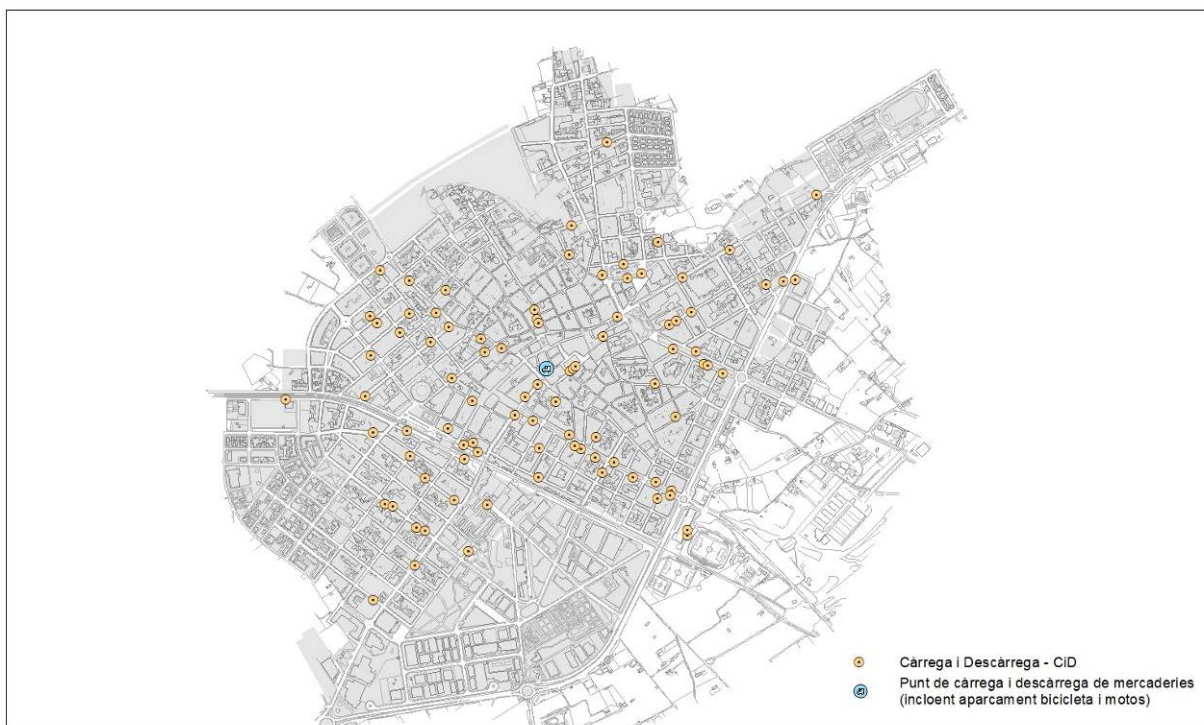 Càrrega i Descàrrega - CiD
Punt de càrrega i descàrrega de mercaderies
(incloent aparcament bicicleta i motos)